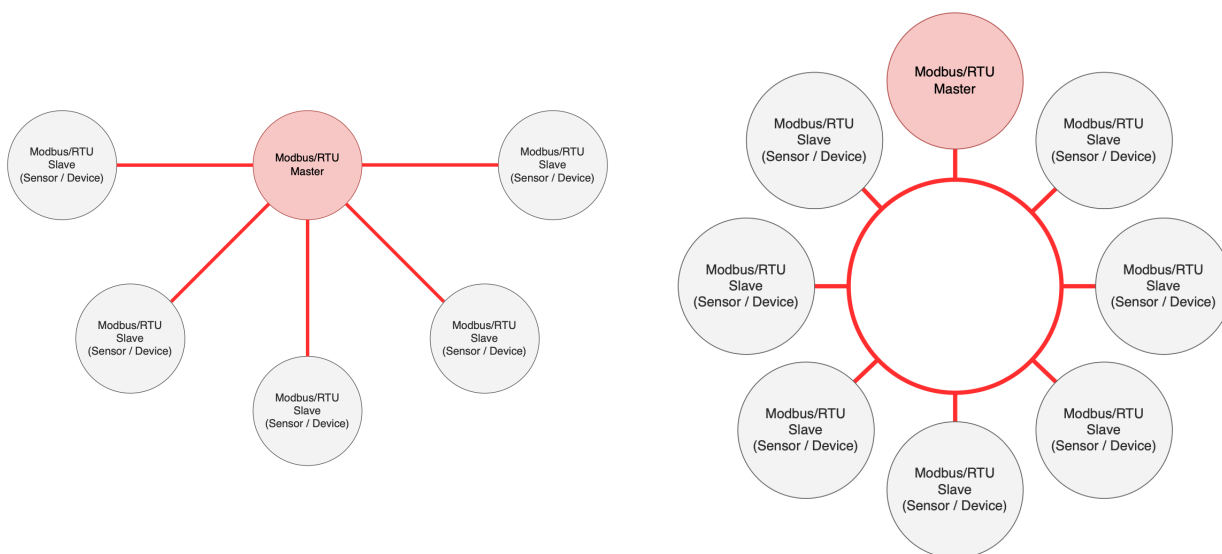 Modbus/RTU
Slave
(Sensor / Device)
Modbus/RTU
Master
Modbus/RTU
Slave
(Sensor / Device)
Modbus/RTU
Slave
(Sensor / Device)
Modbus/RTU
Slave
(Sensor / Device)
Modbus/RTU
Slave
(Sensor / Device)
Modbus/RTU
Master
Modbus/RTU
Slave
(Sensor / Device)
Modbus/RTU
Slave
(Sensor / Device)
Modbus/RTU
Slave
(Sensor / Device)
Modbus/RTU
Slave
(Sensor / Device)
Modbus/RTU
Slave
(Sensor / Device)
Modbus/RTU
Slave
(Sensor / Device)
Modbus/RTU
Slave
(Sensor / Device)